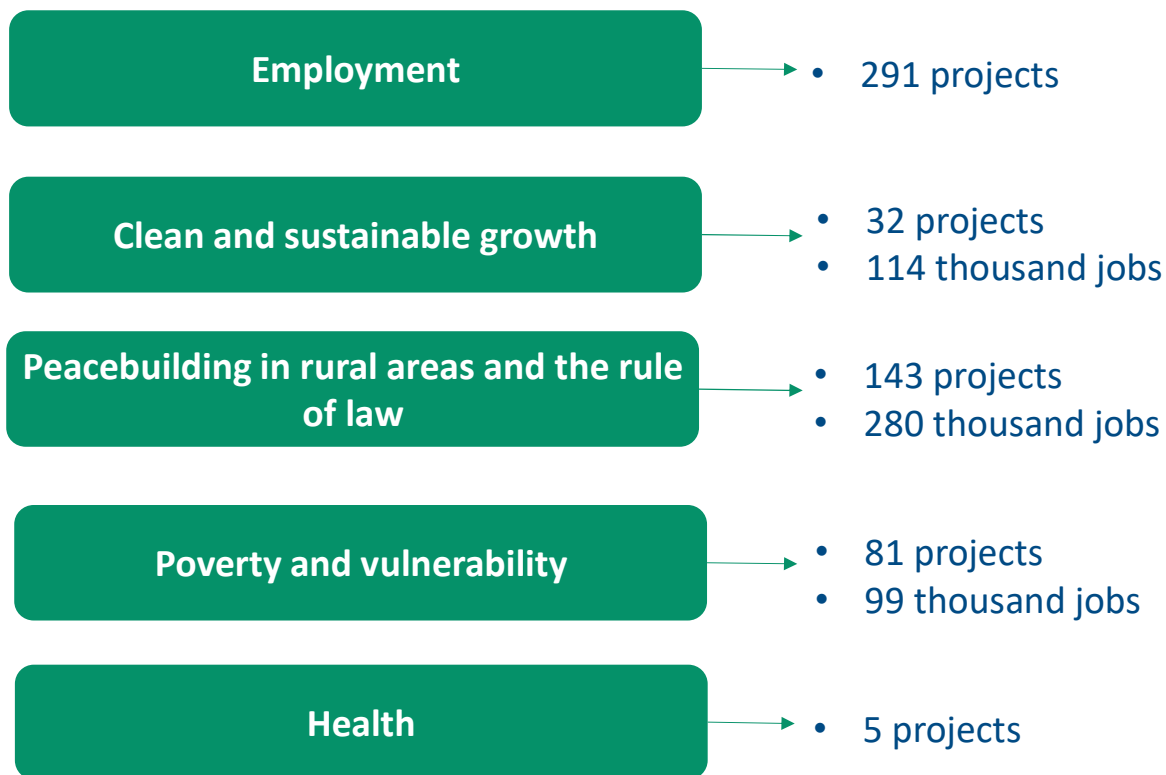 Employment
• 291 projects
Clean and sustainable growth
• 32 projects
• 114 thousand jobs
Peacebuilding in rural areas and the rule
of law
• 143 projects
• 280 thousand jobs
Poverty and vulnerability
• 81 projects
• 99 thousand jobs
Health
• 5 projects